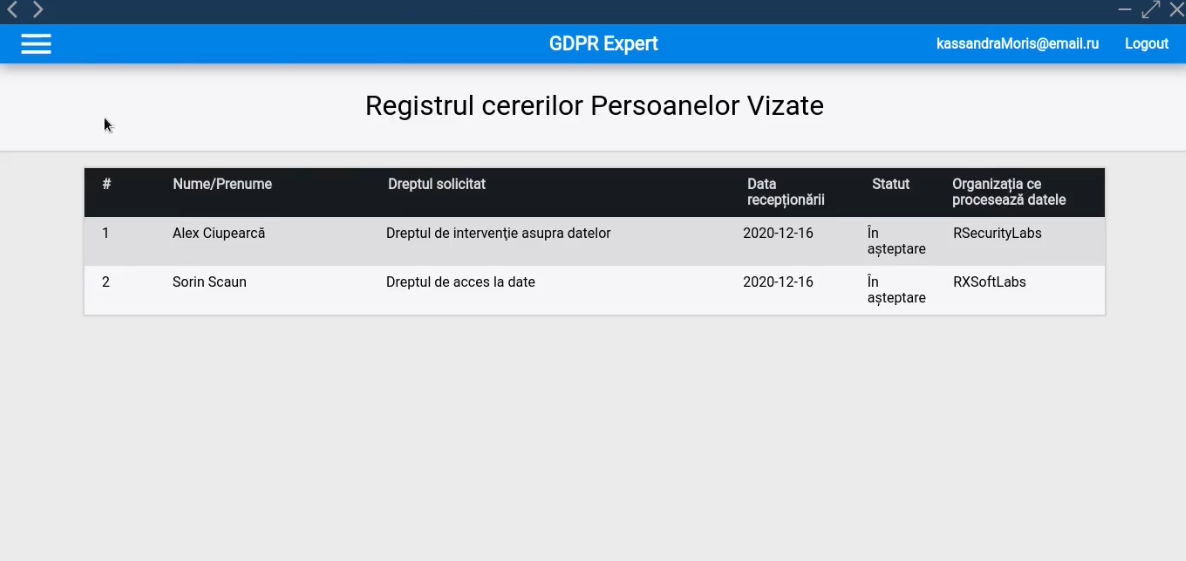 GDPR Expert
kassandraMoris@email.ru
Logout
Registrul cererilor Persoanelor Vizate
# Nume/Prenume Dreptul solicitat Data recepționării Statut Organizația ce procesează datele
1 Alex Ciupearcă Dreptul de intervenţie asupra datelor 2020-12-16 În așteptare RSecurityLabs
2 Sorin Scaun Dreptul de acces la date 2020-12-16 În așteptare RXSoftLabs